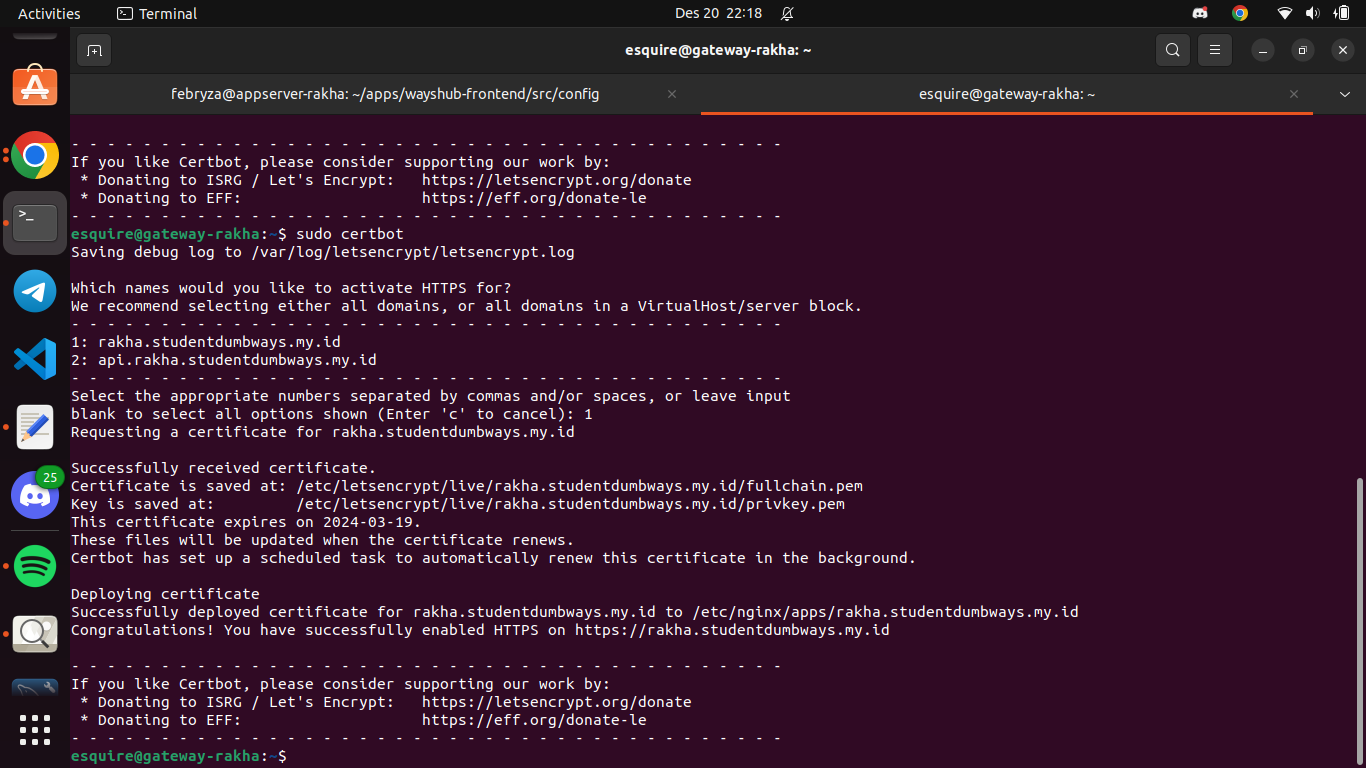 Activities
Terminal
Des 20 22:18
esquire@gateway-rakha: ~
febryza@appserver-rakha: ~/apps/wayshub-frontend/src/config
esquire@gateway-rakha: ~
- - - - - - - - - - - - - - - - - - - - - - - - - - - - - - - - - - - - - - - -
If you like Certbot, please consider supporting our work by:
* Donating to ISRG / Let's Encrypt: https://letsencrypt.org/donate
* Donating to EFF: https://eff.org/donate-le
- - - - - - - - - - - - - - - - - - - - - - - - - - - - - - - - - - - - - - - -
esquire@gateway-rakha:~$ sudo certbot
Saving debug log to /var/log/letsencrypt/letsencrypt.log
Which names would you like to activate HTTPS for?
We recommend selecting either all domains, or all domains in a VirtualHost/server block.
- - - - - - - - - - - - - - - - - - - - - - - - - - - - - - - - - - - - - - - -
1: rakha.studentdumbways.my.id
2: api.rakha.studentdumbways.my.id
- - - - - - - - - - - - - - - - - - - - - - - - - - - - - - - - - - - - - - - -
Select the appropriate numbers separated by commas and/or spaces, or leave input
blank to select all options shown (Enter 'c' to cancel): 1
Requesting a certificate for rakha.studentdumbways.my.id
Successfully received certificate.
Certificate is saved at: /etc/letsencrypt/live/rakha.studentdumbways.my.id/fullchain.pem
Key is saved at: /etc/letsencrypt/live/rakha.studentdumbways.my.id/privkey.pem
This certificate expires on 2024-03-19.
These files will be updated when the certificate renews.
Certbot has set up a scheduled task to automatically renew this certificate in the background.
Deploying certificate
Successfully deployed certificate for rakha.studentdumbways.my.id to /etc/nginx/apps/rakha.studentdumbways.my.id
Congratulations! You have successfully enabled HTTPS on https://rakha.studentdumbways.my.id
- - - - - - - - - - - - - - - - - - - - - - - - - - - - - - - - - - - - - - - -
If you like Certbot, please consider supporting our work by:
* Donating to ISRG / Let's Encrypt: https://letsencrypt.org/donate
* Donating to EFF: https://eff.org/donate-le
- - - - - - - - - - - - - - - - - - - - - - - - - - - - - - - - - - - - - - - -
esquire@gateway-rakha:~$
25